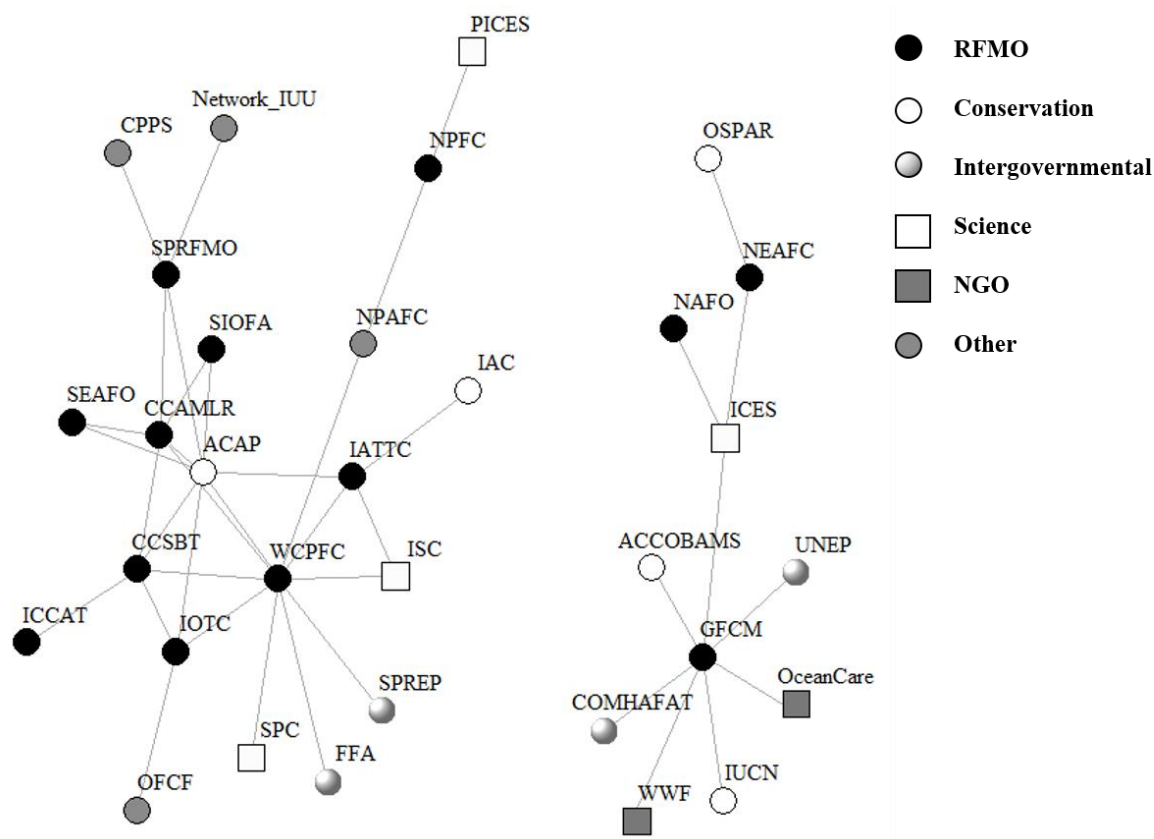 PICES
Network_IUU
CPPS
NPFC
SPRFMO
NPAFC
SIOFA
IAC
SEAFO
CCAMLR
ACAP
IATTC
CCSBT
WCPFC
ISC
ICCAT
IOTC
SPREP
SPC
FFA
OFCF
OSPAR
NEAFC
NAFO
ICES
ACCOBAMS
UNEP
GFCM
OceanCare
COMHAFAT
IUCN
WWF
RFMO
Conservation
Intergovernmental
Science
NGO
Other